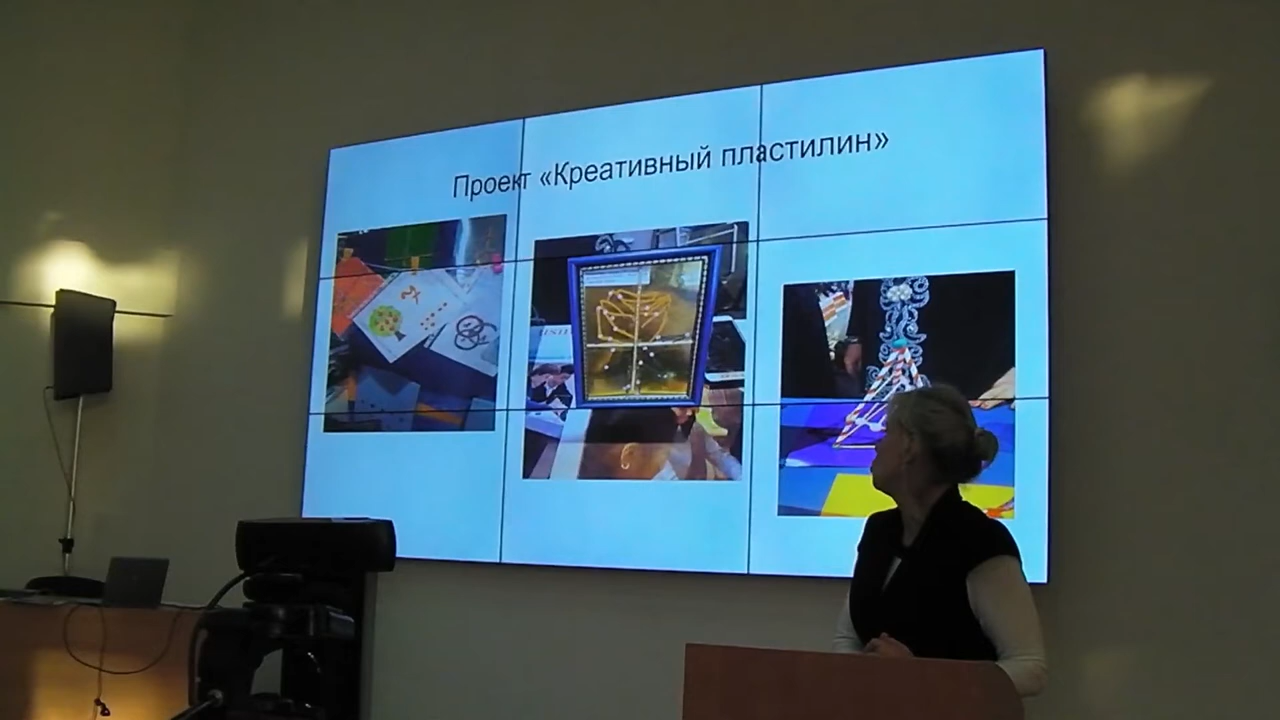 Проект «Креативный пластилин»